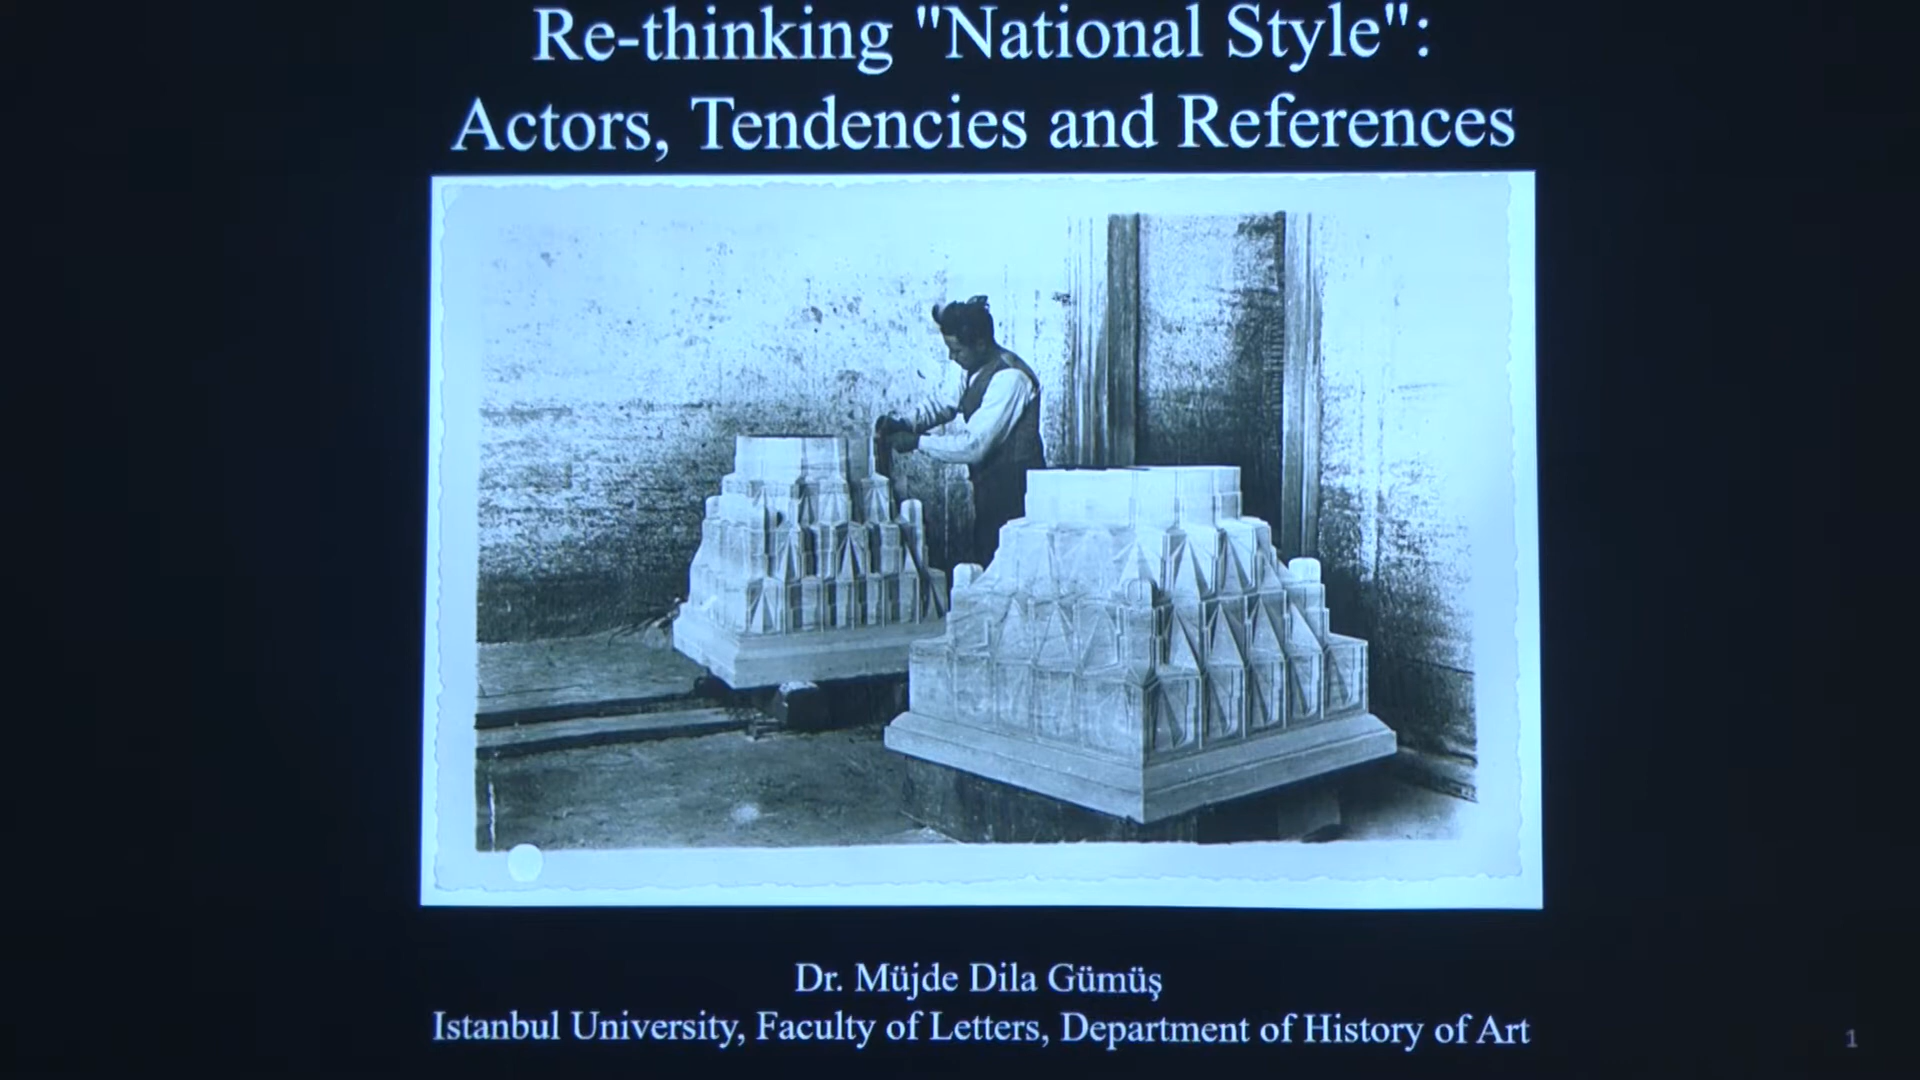 Re-thinking "National Style":
Actors, Tendencies and References
Dr. Müjde Dila Gümüş
Istanbul University, Faculty of Letters, Department of History of Art
1